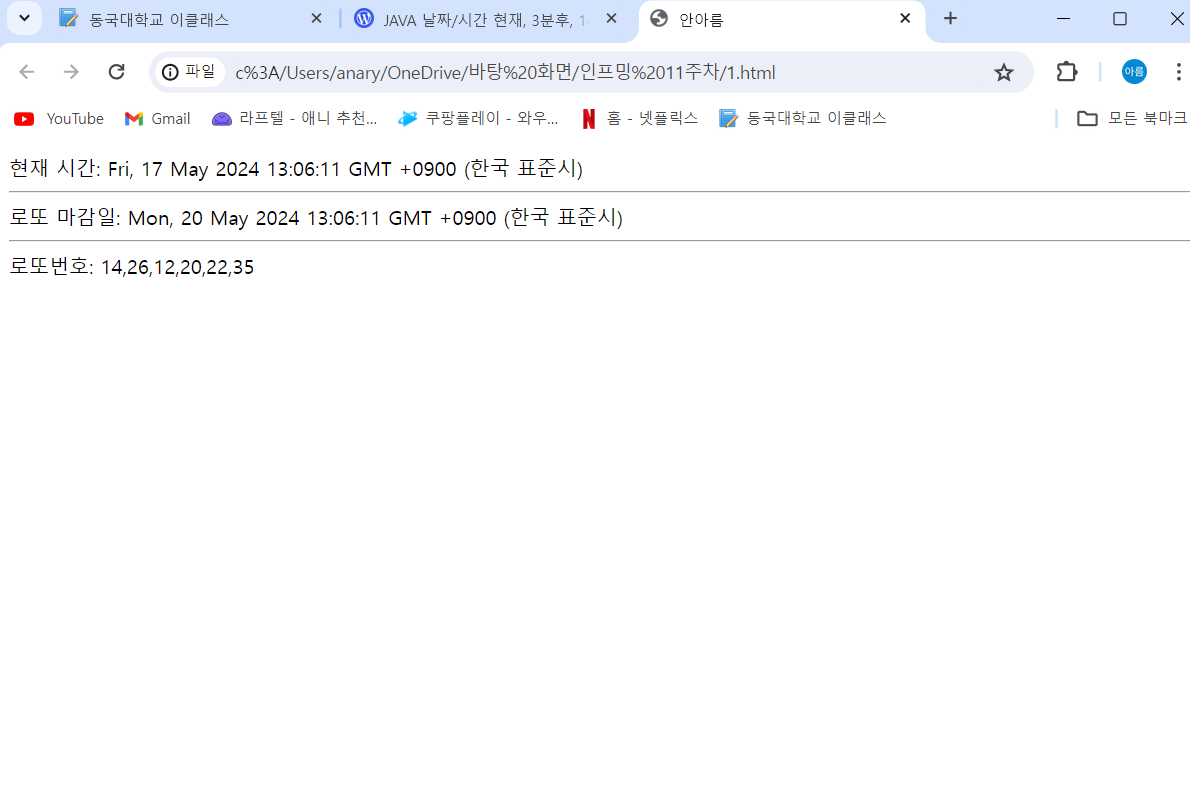 동국대학교 이클래스
JAVA 날짜/시간 현재, 3분후,
안아름
파일 c%3A/Users/anary/OneDrive/바탕%20화면/인프밍%2011주차/1.html 아름
YouTube Gmail 라프텔 - 애니 추천... 쿠팡플레이 - 와우... 홈 - 넷플릭스 동국대학교 이클래스 모든 북마크
현재 시간: Fri, 17 May 2024 13:06:11 GMT +0900 (한국 표준시)
로또 마감일: Mon, 20 May 2024 13:06:11 GMT +0900 (한국 표준시)
로또번호: 14,26,12,20,22,35